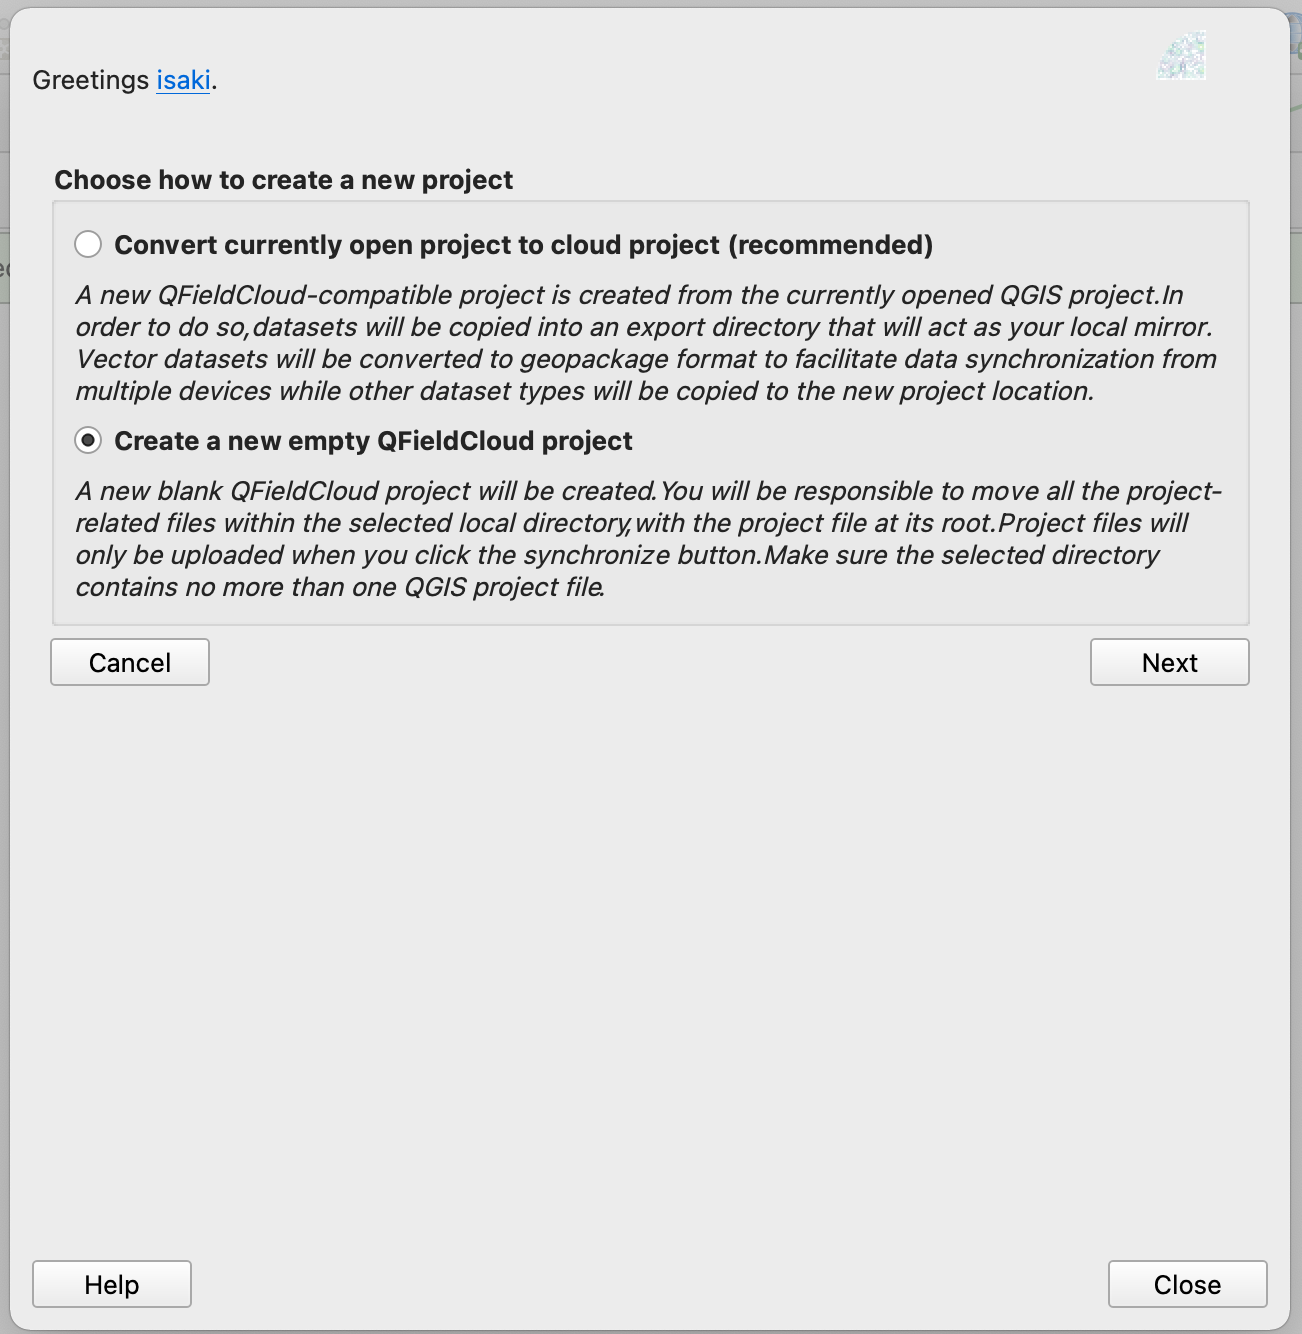 Greetings isaki.
Choose how to create a new project
Convert currently open project to cloud project (recommended)
A new QFieldCloud-compatible project is created from the currently opened QGIS project.In
order to do so,datasets will be copied into an export directory that will act as your local mirror.
Vector datasets will be converted to geopackage format to facilitate data synchronization from
multiple devices while other dataset types will be copied to the new project location.
Create a new empty QFieldCloud project
A new blank QFieldCloud project will be created.You will be responsible to move all the project-
related files within the selected local directory,with the project file at its root.Project files will
only be uploaded when you click the synchronize button.Make sure the selected directory
contains no more than one QGIS project file.
Cancel
Next
Help
Close